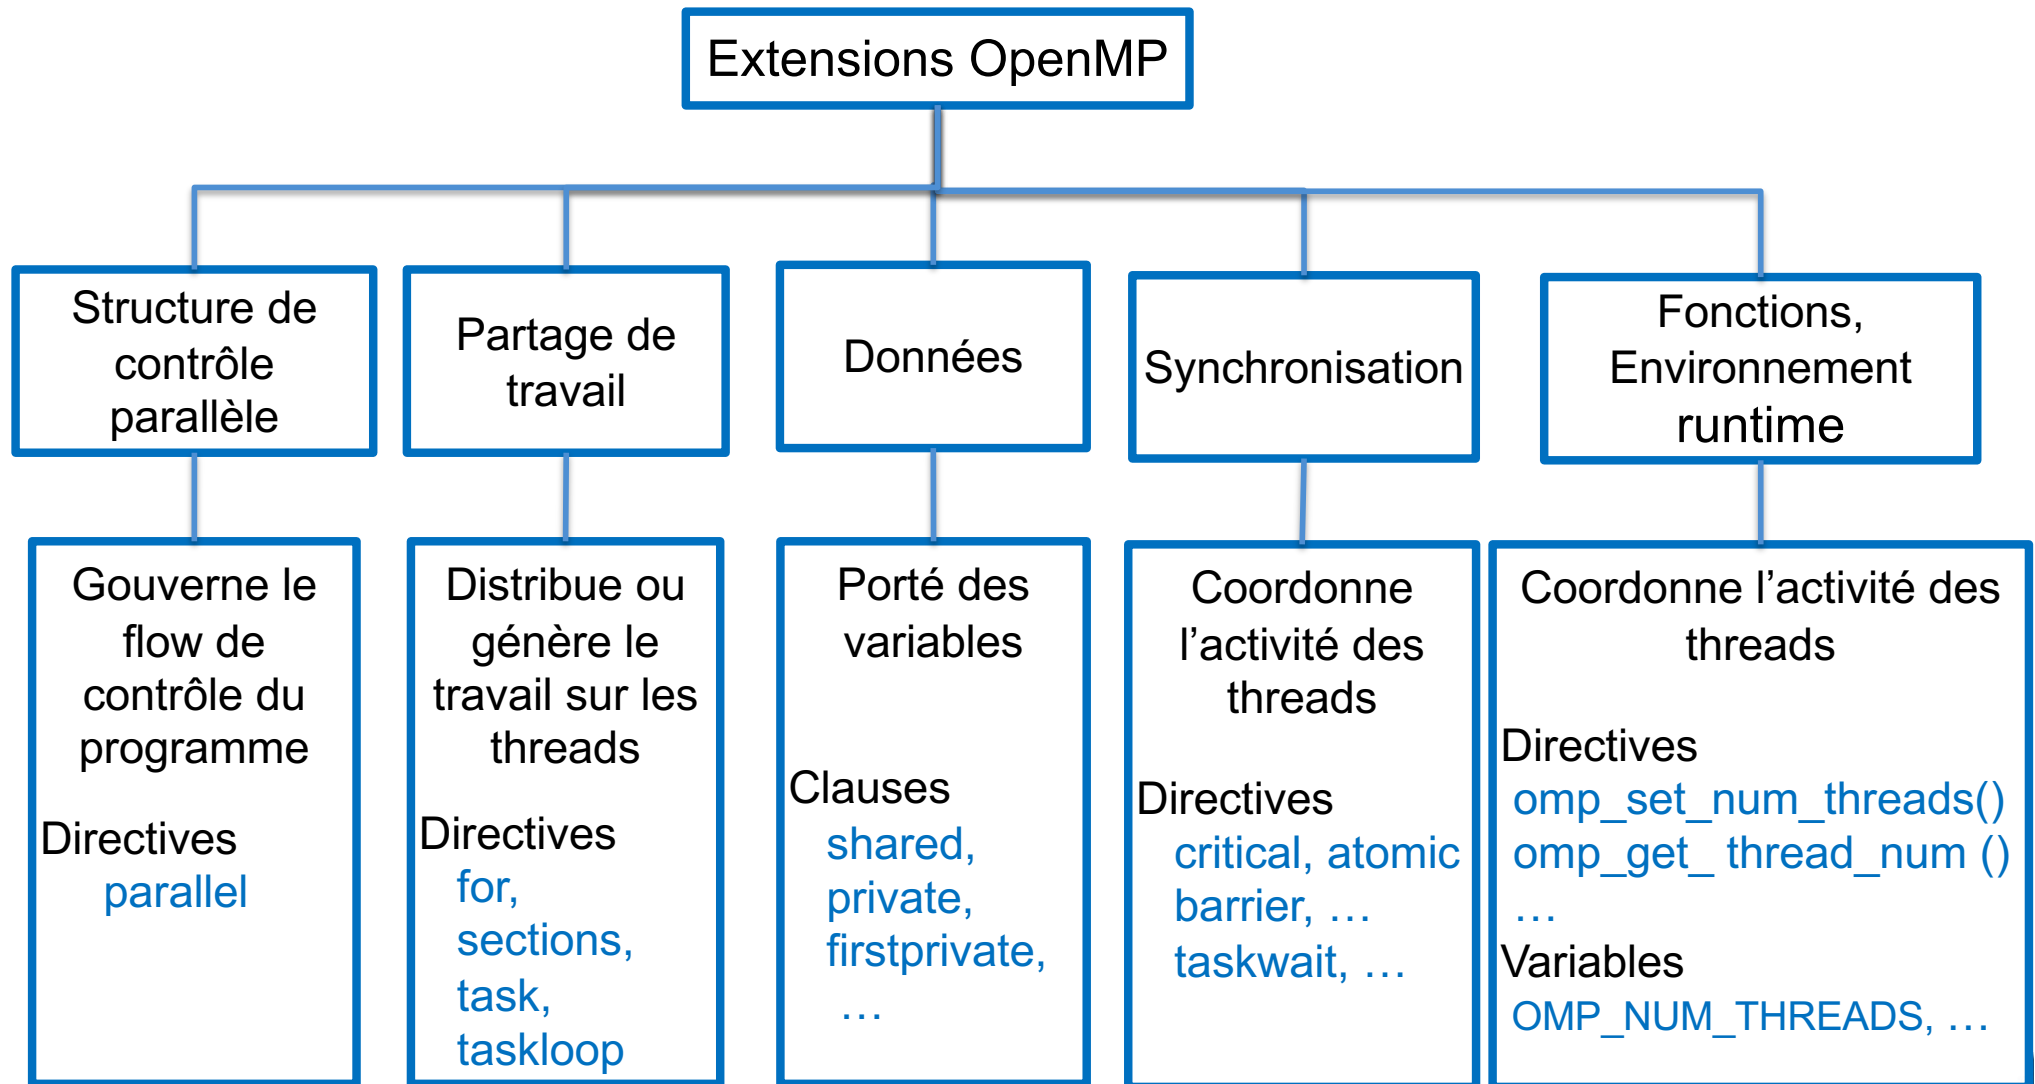 Extensions OpenMP
Structure de
contrôle
parallèle
Partage de
travail
Données
Synchronisation
Fonctions,
Environnement
runtime
Gouverne le
flow de
contrôle du
programme
Directives
parallel
Distribue ou
génère le
travail sur les
threads
Directives
for,
sections,
task,
taskloop
Porté des
variables
Clauses
shared,
private,
firstprivate,
…
Coordonne
l’activité des
threads
Directives
critical, atomic
barrier, …
taskwait, …
Coordonne l’activité des
threads
Directives
omp_set_num_threads()
omp_get_ thread_num ()
…
Variables
OMP_NUM_THREADS, …